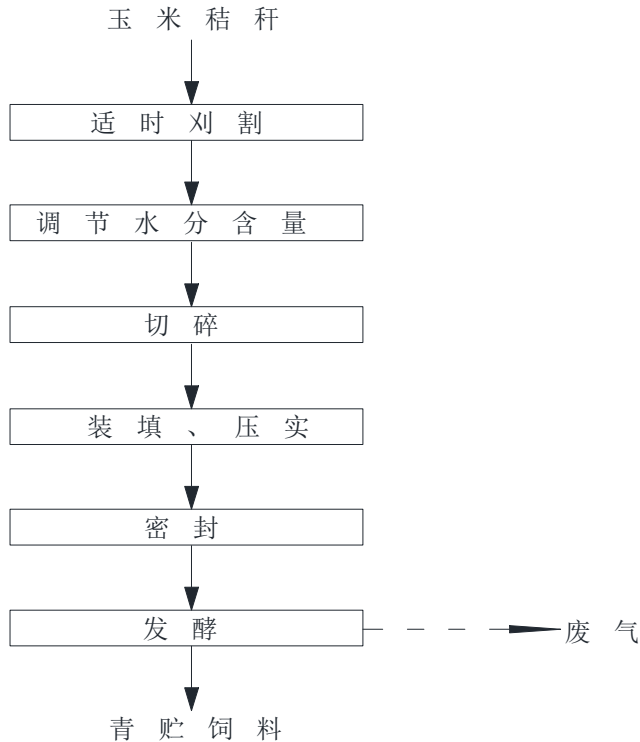 玉米秸秆
适时刈割
调节水分含量
切碎
装填、压实
密封
发酵
废气
青贮饲料